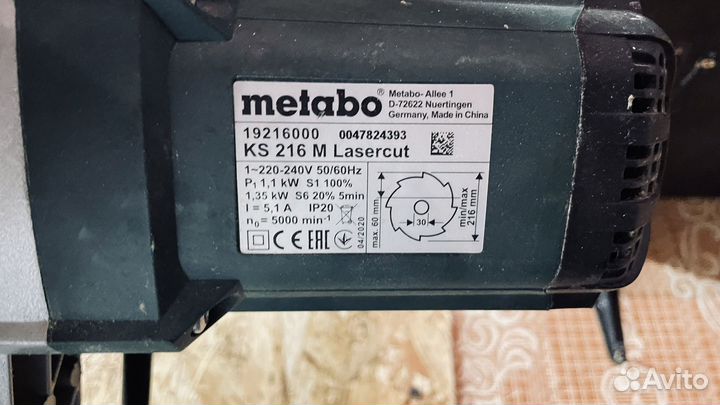 metabo®
Metabo- Allee 1
D-72622 Nuertingen
Germany, Made in China
19216000 0047824393
KS 216 M Lasercut
1~220-240V 50/60Hz
P1 1,1 kW S1 100%
1,35 kW S6 20% 5min
I = 5,1 A IP20
n0 = 5000 min-1
CE EAC
04/2020
max. 60 mm
30
min/max
216 mm
Avito